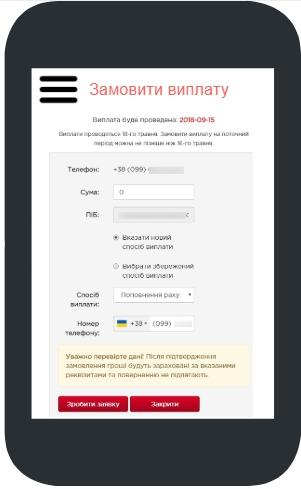 Замовити виплату
Виплата буде проведена: 2018-09-15
Виплати проводяться 18-го травня. Замовити виплату на поточний
період можна не пізніше ніж 16-го травня.
Телефон: +38 (099)
Сума: 0
ПІБ:
Вказати новий
спосіб виплати
Вибрати збережений
спосіб виплати
Спосіб
виплати: Поповнення раху
Номер
телефону: +38 (099)
Уважно перевірте дані! Після підтвердження
замовлення гроші будуть зараховані за вказаними
реквізитами та поверненню не підлягають.
Зробити заявку Закрити